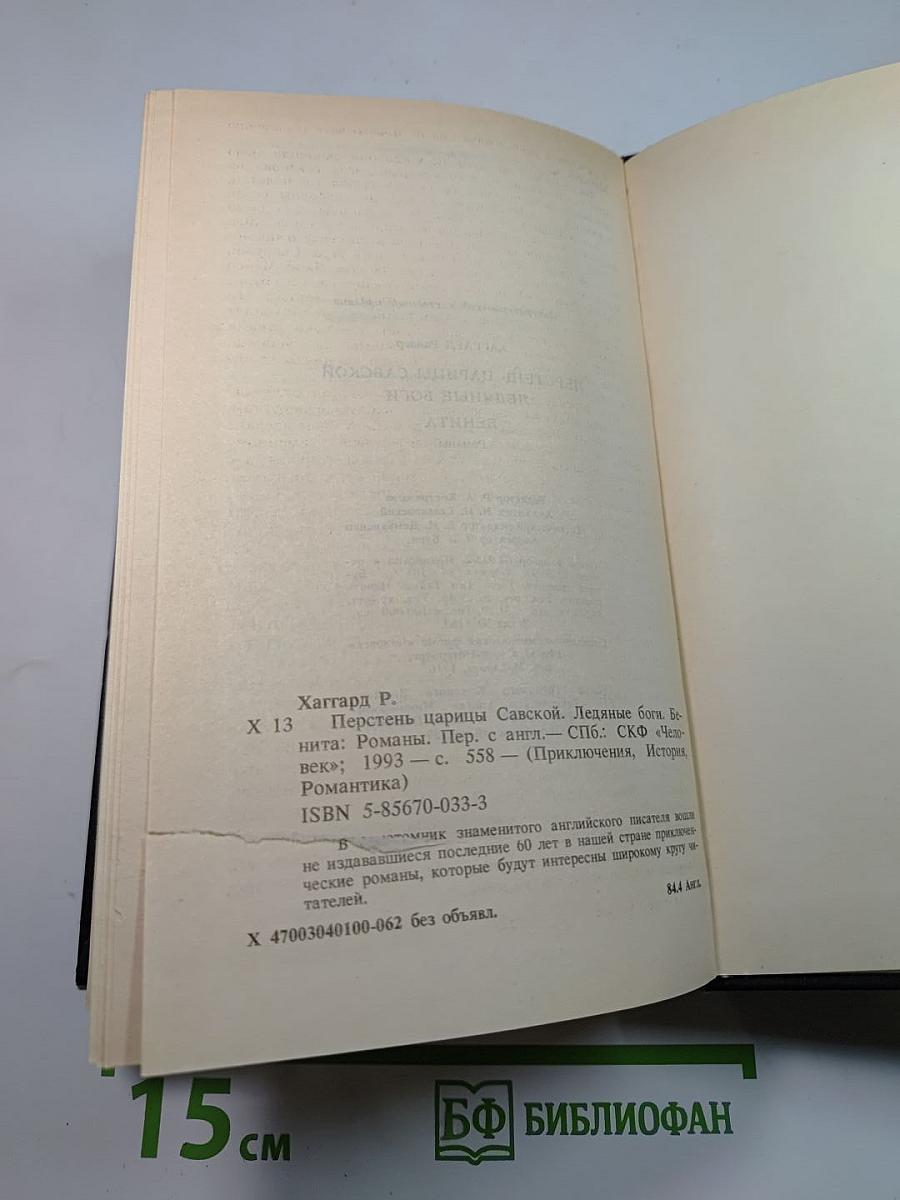 Хаггард Р.
Х 13 Перстень царицы Савской. Ледяные боги. Бе-
нита: Романы. Пер. с англ.— СПб.: СКФ «Чело-
век»; 1993 — с. 558 — (Приключения, История,
Романтика)
ISBN 5-85670-033-3
В знаменитого английского писателя вошли
не издававшиеся последние 60 лет в нашей стране приключен-
ческие романы, которые будут интересны широкому кругу чи-
тателей.
84.4 Англ.
Х 47003040100-062 без объявл.
15 см
БФ БИБЛИОФАН